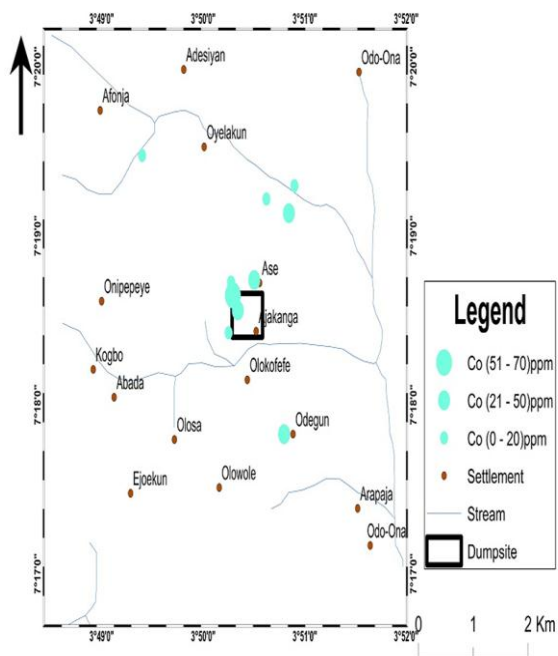 3°49'0" 3°50'0" 3°51'0" 3°52'0"
7°20'0"
Adesiyan
Odo-Ona
Afonja
Oyelakun
7°19'0"
Ase
Onipepeye
Ajakanga
Kogbo
Olokofefe
Abada
7°18'0"
Olosa
Odegun
Ejoekun
Olowole
Arapaja
Odo-Ona
7°17'0"
3°49'0" 3°50'0" 3°51'0" 3°52'0"
7°20'0"
7°19'0"
7°18'0"
7°17'0"
Legend
Co (51 - 70)ppm
Co (21 - 50)ppm
Co (0 - 20)ppm
Settlement
Stream
Dumpsite
0 1 2 Km